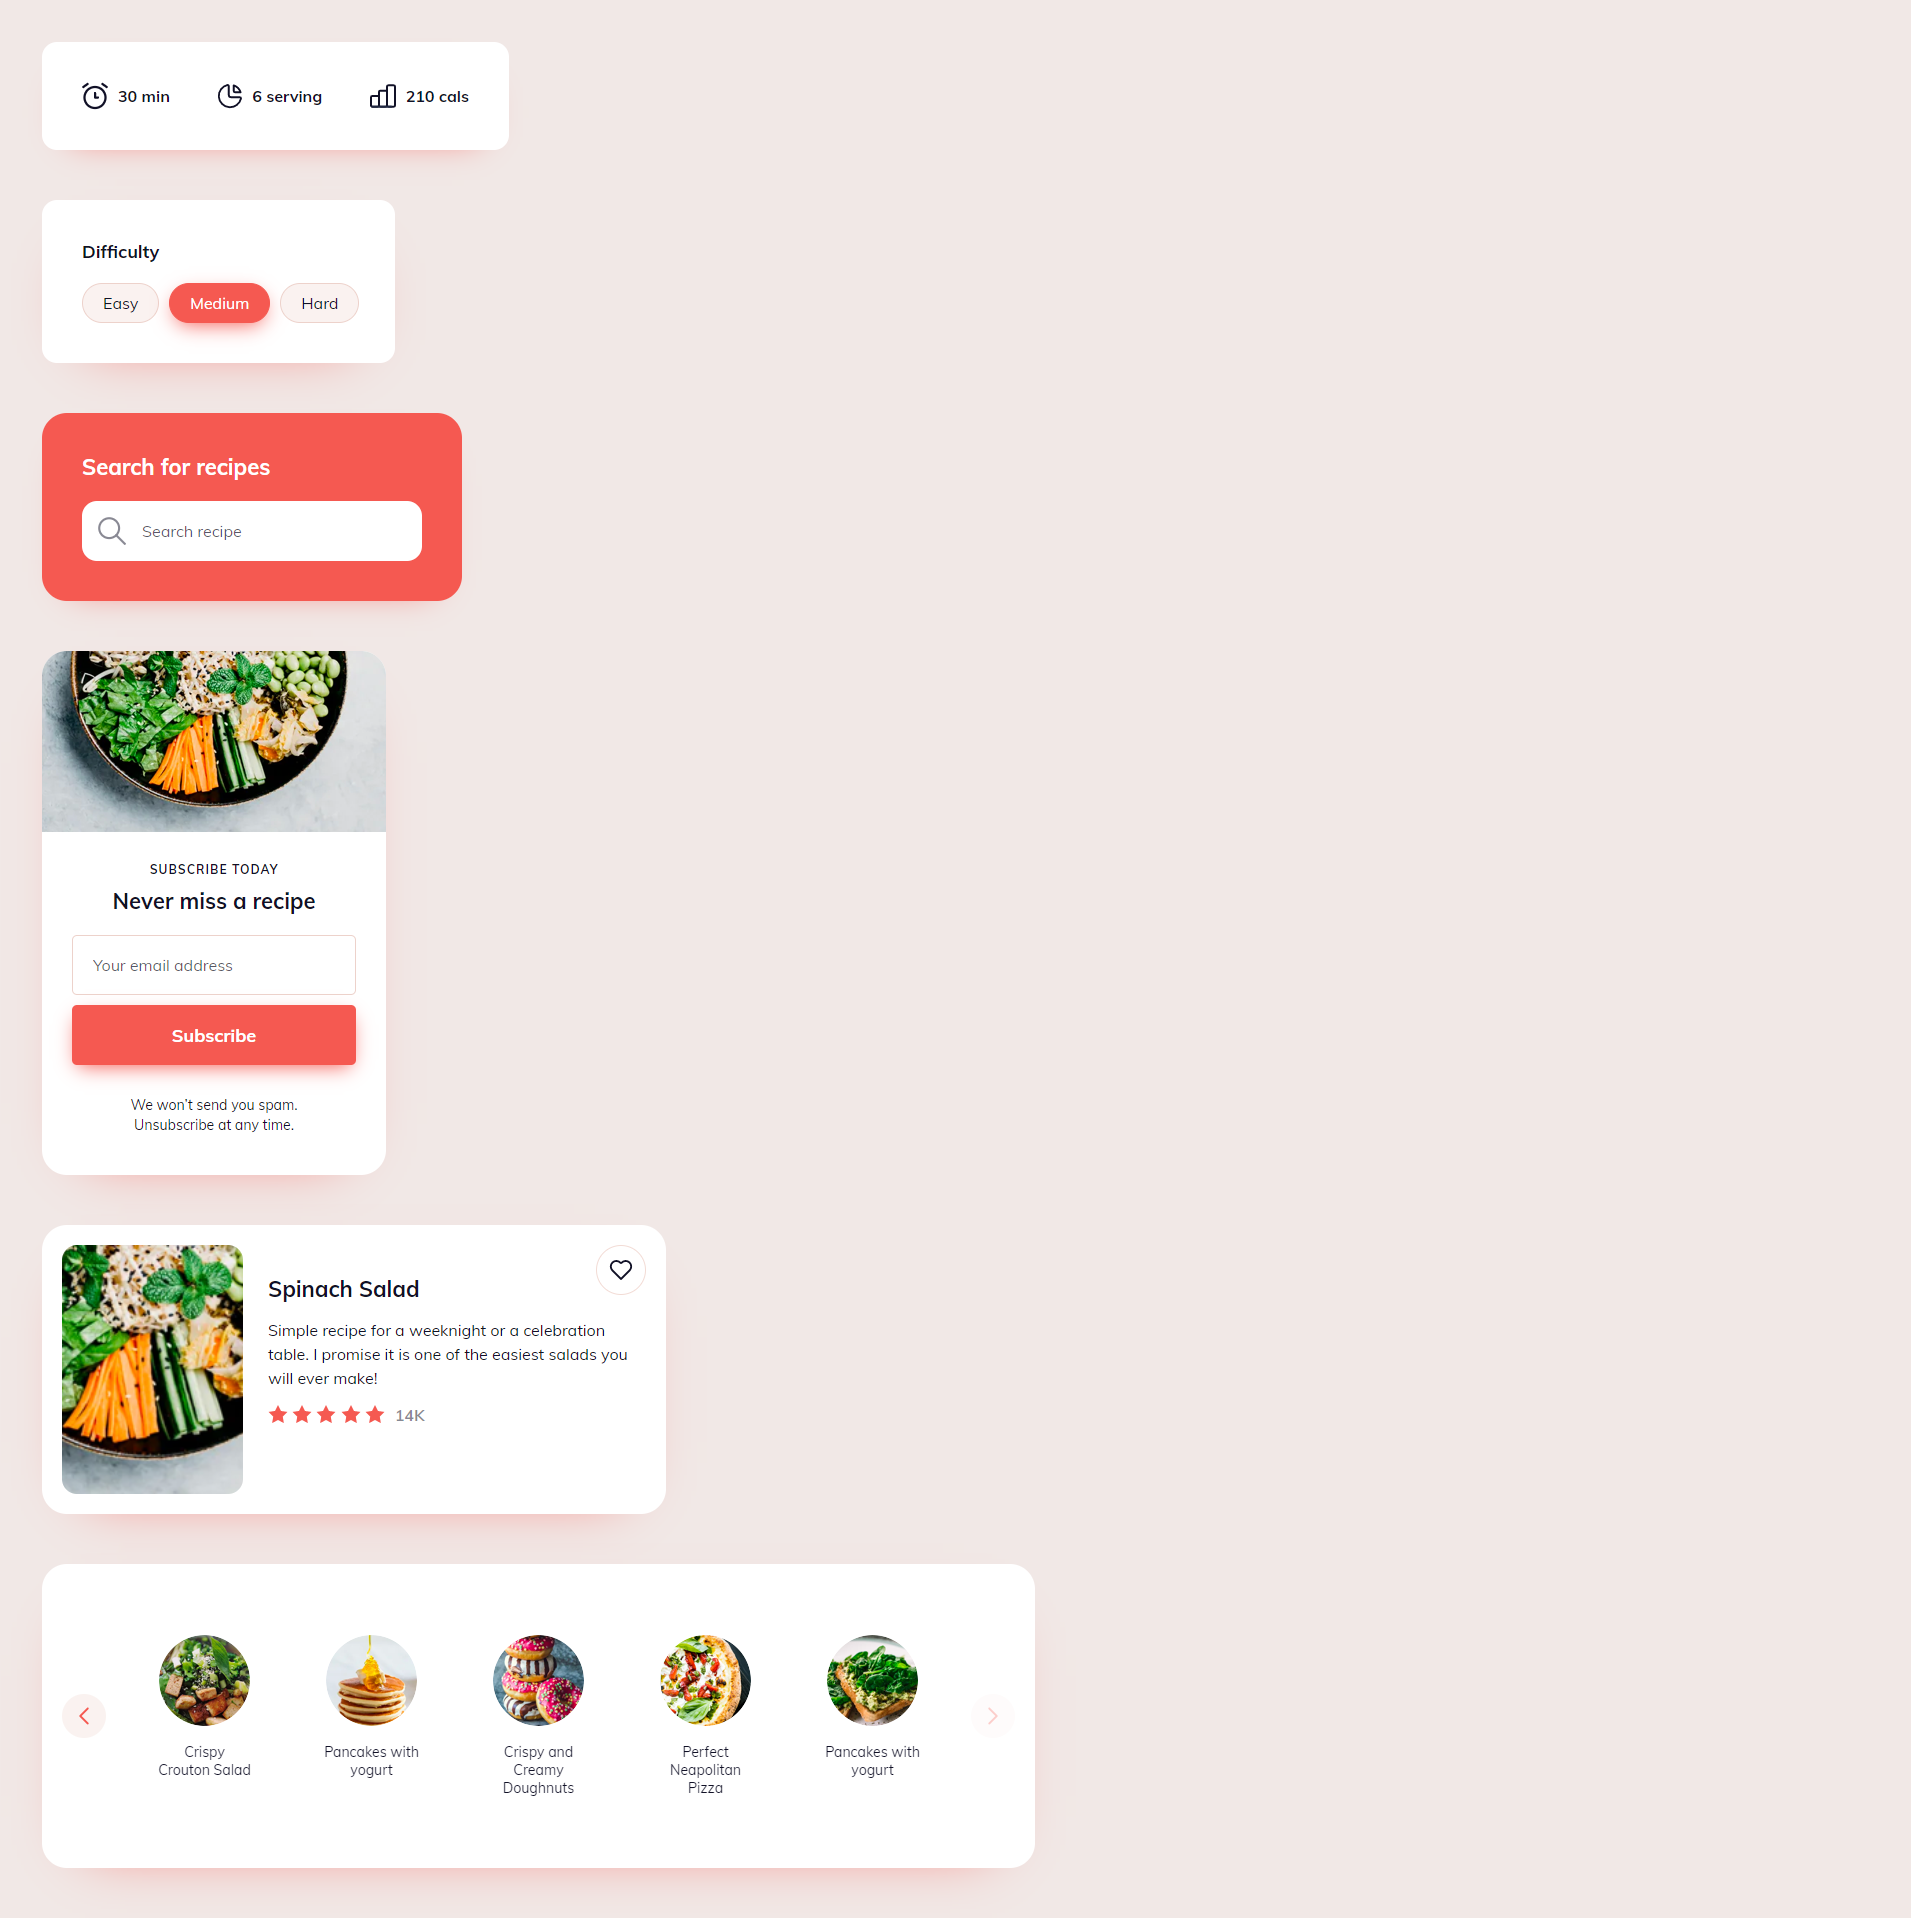 30 min 6 serving 210 cals
Difficulty
Easy Medium Hard
Search for recipes
Search recipe
SUBSCRIBE TODAY
Never miss a recipe
Your email address
Subscribe
We won't send you spam.
Unsubscribe at any time.
Spinach Salad
Simple recipe for a weeknight or a celebration
table. I promise it is one of the easiest salads you
will ever make!
14K
Crispy
Crouton Salad
Pancakes with
yogurt
Crispy and
Creamy
Doughnuts
Perfect
Neapolitan
Pizza
Pancakes with
yogurt